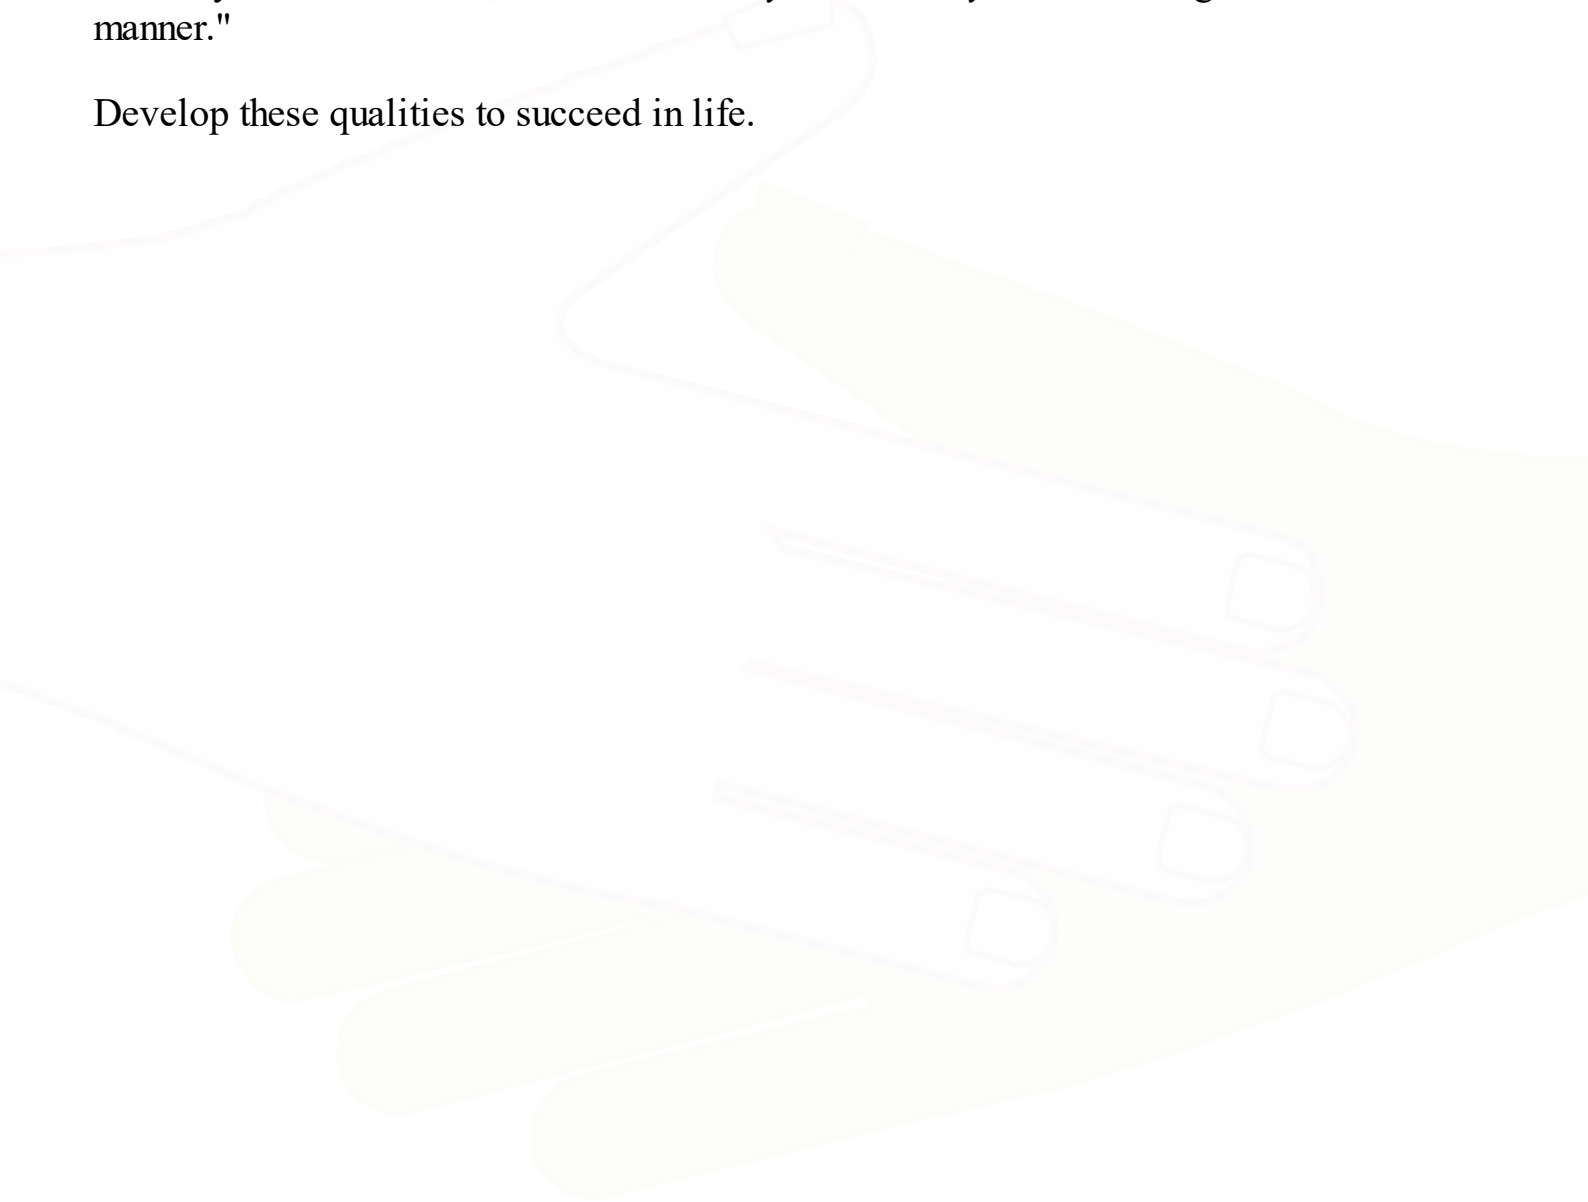 manner."
Develop these qualities to succeed in life.